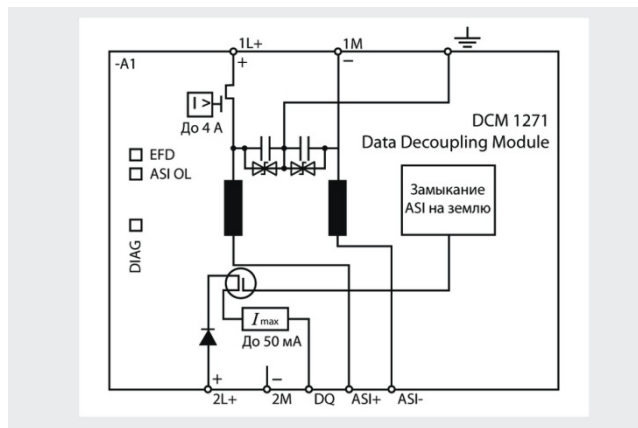 1L+
1M
-A1
+
−
I >
До 4 А
DCM 1271
Data Decoupling Module
EFD
ASI OL
Замыкание
ASI на землю
DIAG
I max
До 50 мА
+
−
2L+
2M
DQ
ASI+
ASI-